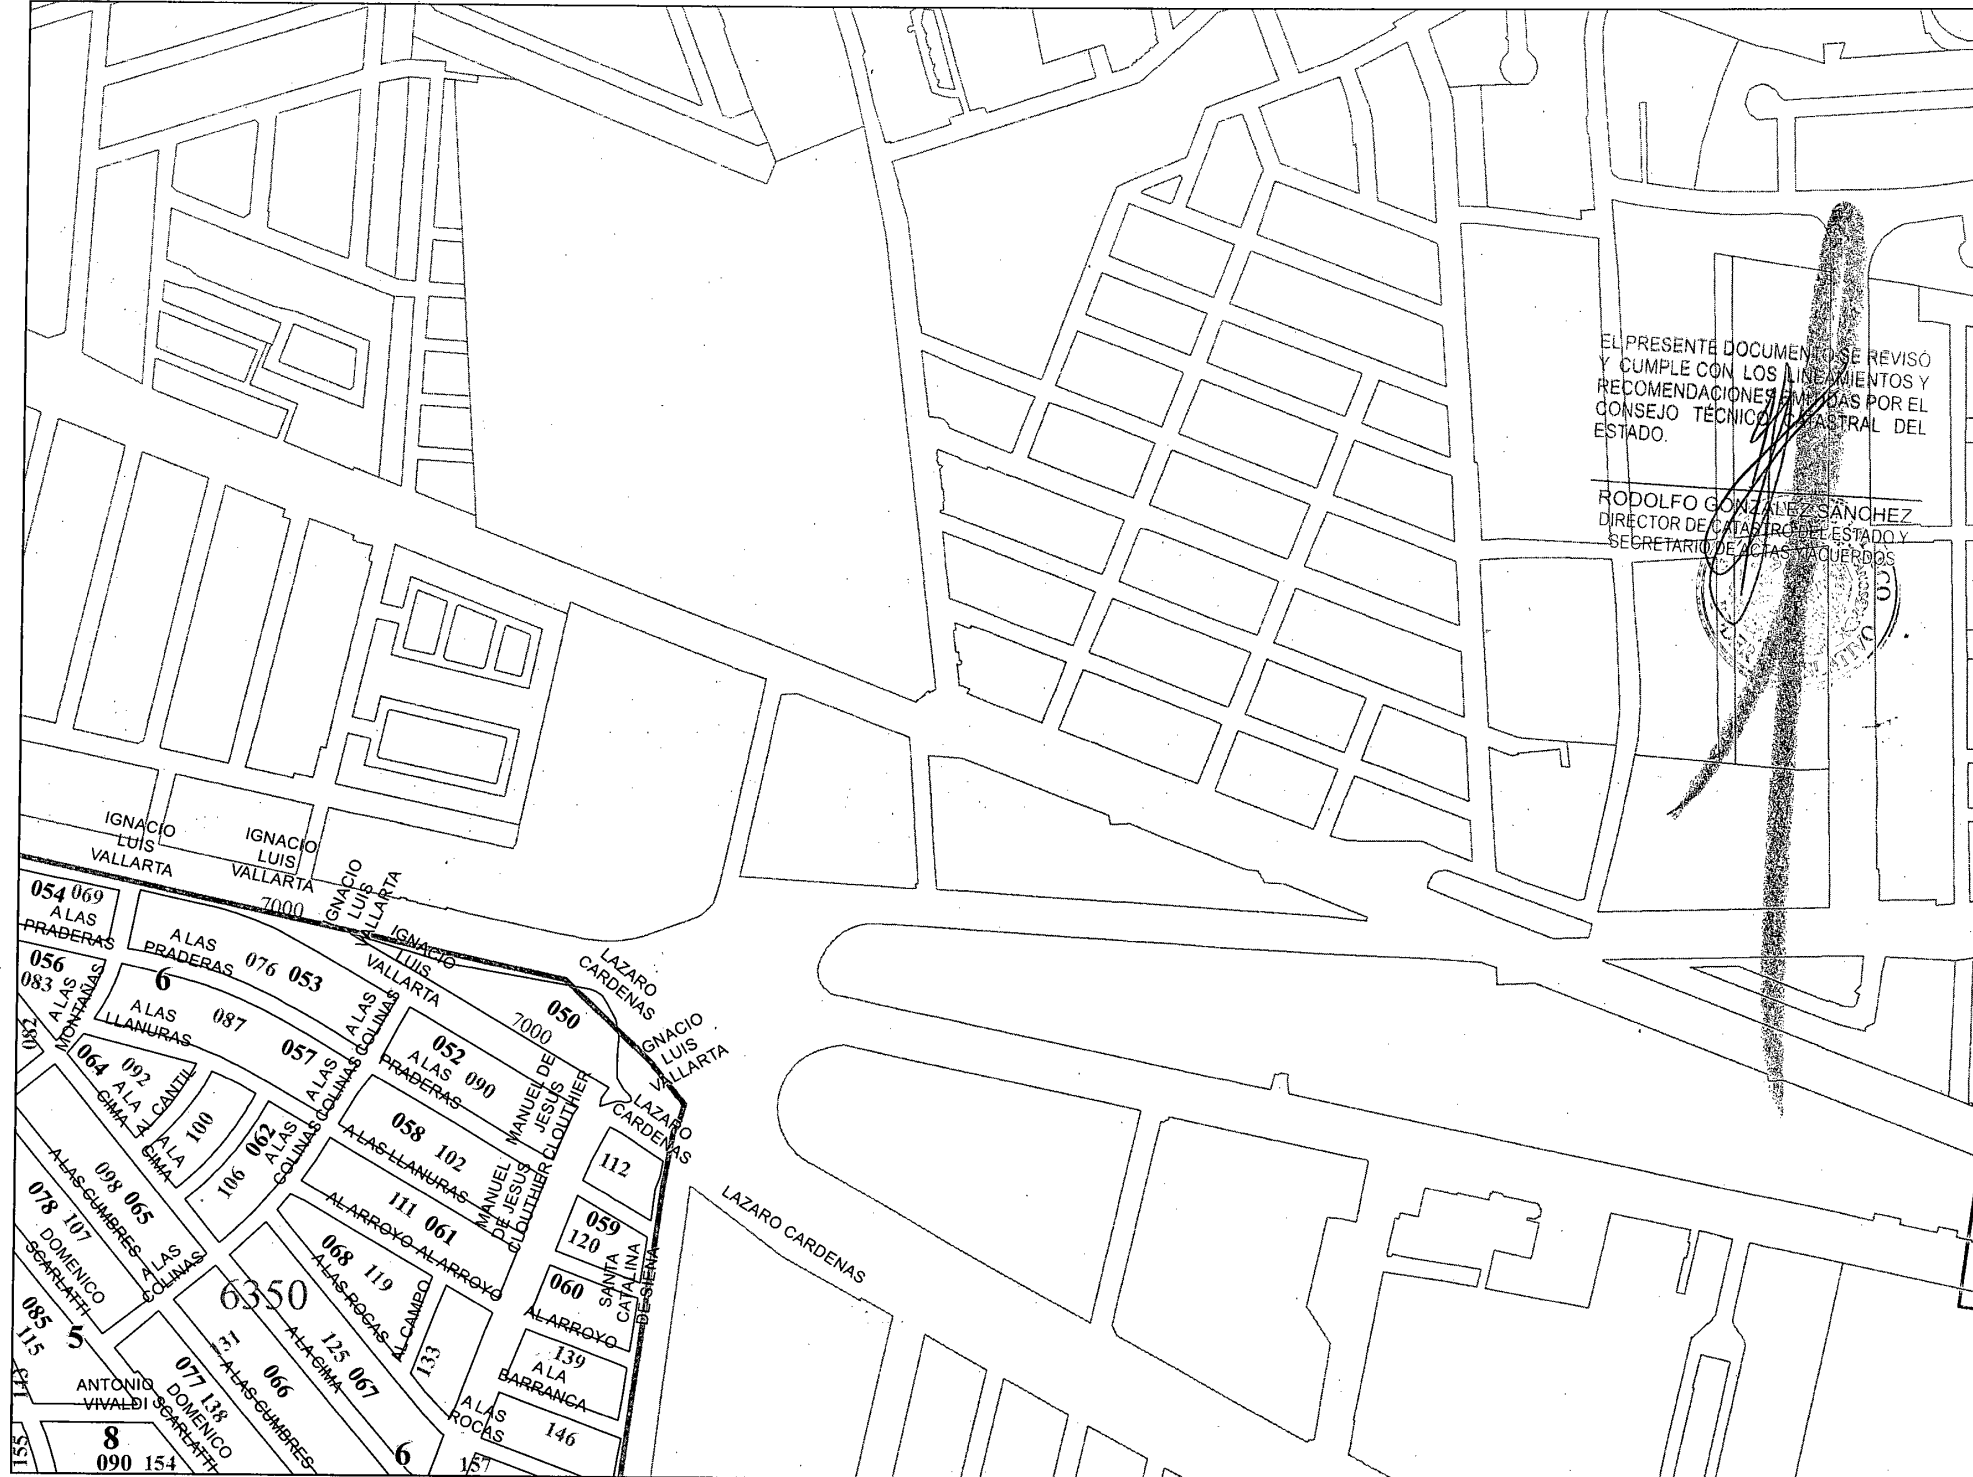 EL PRESENTE DOCUMENTO SE REVISÓ
Y CUMPLE CON LOS LINEAMIENTOS Y
RECOMENDACIONES EMITIDAS POR EL
CONSEJO TÉCNICO CATASTRAL DEL
ESTADO.
RODOLFO GONZÁLEZ SÁNCHEZ
DIRECTOR DE CATASTRO DEL ESTADO Y
SECRETARIO DE ACTAS Y ACUERDOS
IGNACIO
LUIS
VALLARTA
IGNACIO
LUIS
VALLARTA
IGNACIO
LUIS
VALLARTA
7000
IGNACIO
LUIS
VALLARTA
LAZARO
CARDENAS
054 069
A LAS
PRADERAS
A LAS
PRADERAS
076 053
056
083
A LAS
MONTAÑAS
6
A LAS
LLANURAS
087
057
A LAS
COLINAS
7000
050
IGNACIO
LUIS
VALLARTA
082
064
092
A LA
CIMA
AL CANTIL
100
A LA
CIMA
A LAS
COLINAS
052
A LAS
PRADERAS
090
MANUEL DE
JESUS
CLOUTHIER
LAZARO
CARDENAS
106
062
A LAS
COLINAS
058
102
A LAS LLANURAS
MANUEL
DE JESUS
CLOUTHIER
112
098 065
A LAS CUMBRES
078 107
DOMENICO
SCARLATTI
A LAS
COLINAS
111 061
AL ARROYO
AL ARROYO
059
120
SANTA
CATALINA
DE SIENA
LAZARO CARDENAS
6350
068
119
A LAS ROCAS
AL CAMPO
133
060
AL ARROYO
085
115
5
125 067
A LA CIMA
139
A LA
BARRANCA
143
ANTONIO
VIVALDI
31
066
A LAS CUMBRES
077 138
DOMENICO
SCARLATTI
A LAS
ROCAS
146
155
8
090 154
6
157